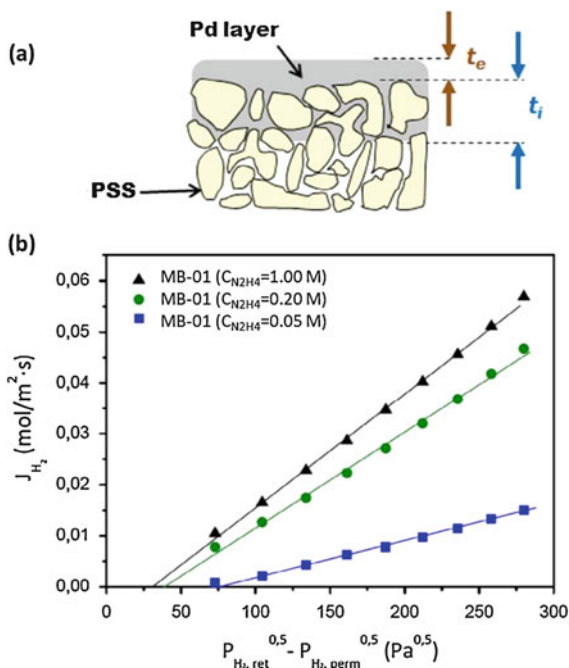 (a)
Pd layer
t_e
t_i
PSS
(b)
0,06
0,05
0,04
0,03
0,02
0,01
0,00
J_H₂ (mol/m²·s)
▲ MB-01 (C_N2H4=1.00 M)
● MB-01 (C_N2H4=0.20 M)
■ MB-01 (C_N2H4=0.05 M)
0 50 100 150 200 250 300
P_H₂, ret^0,5 - P_H₂, perm^0,5 (Pa^0,5)